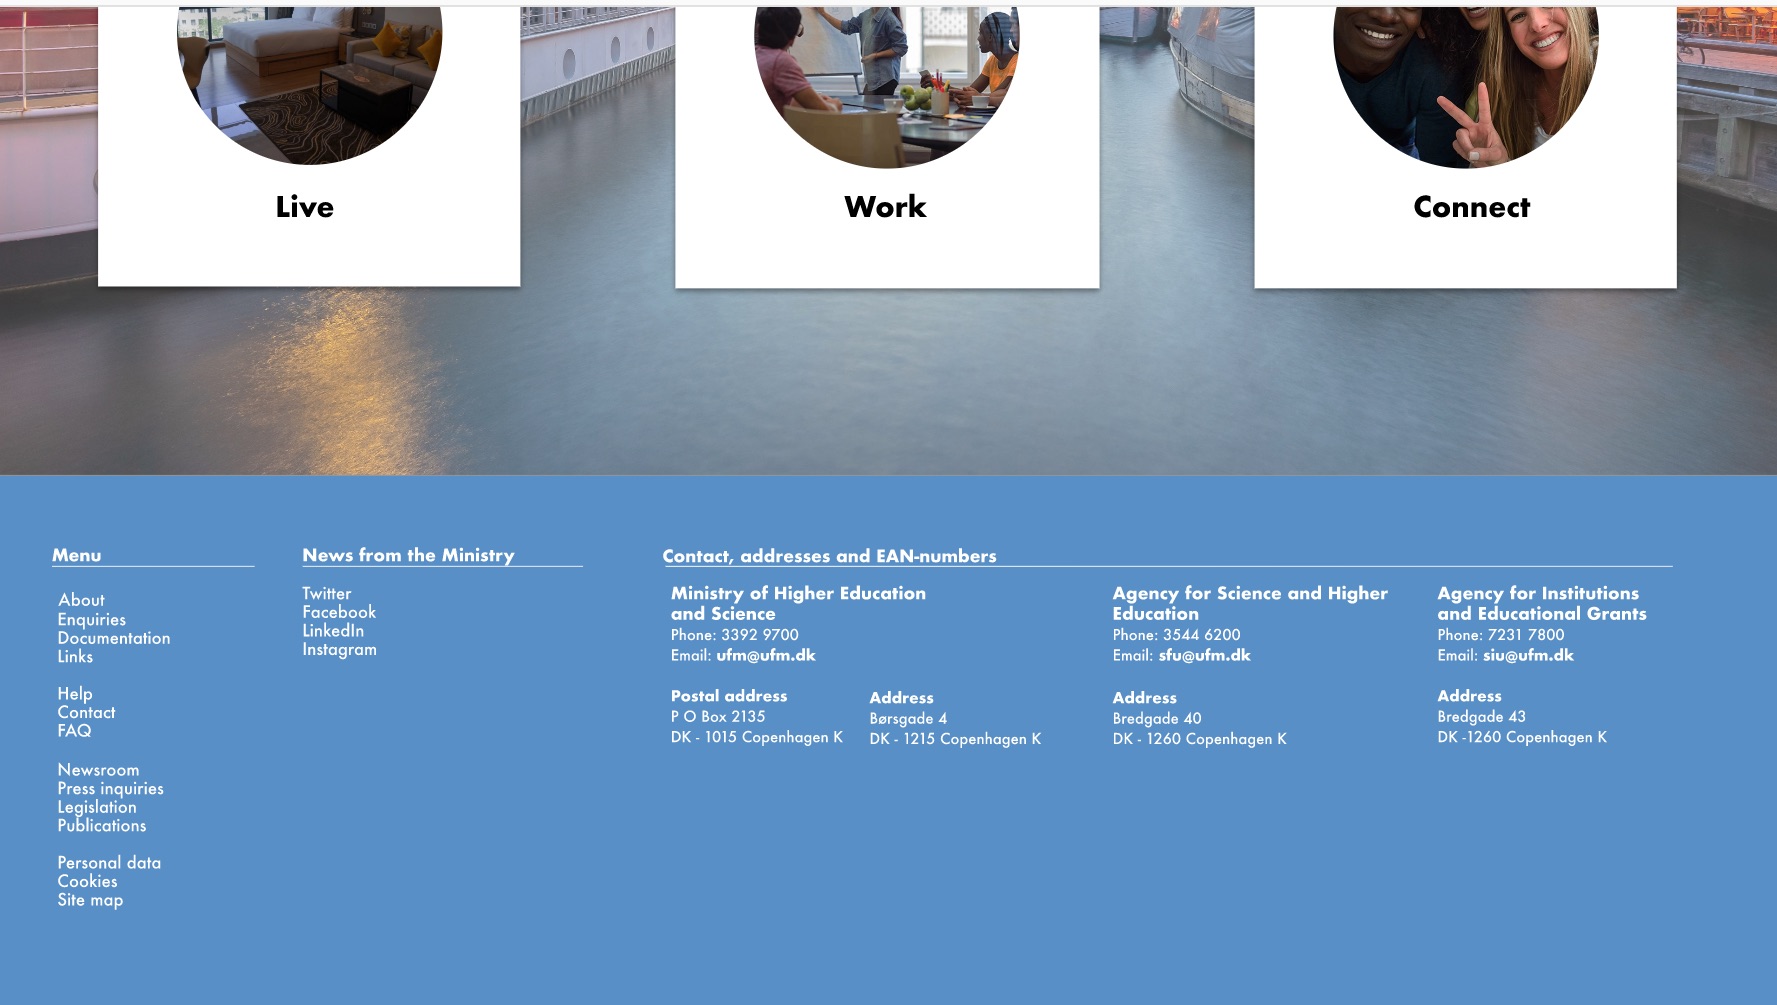 Live
Work
Connect
Menu
About
Enquiries
Documentation
Links
Help
Contact
FAQ
Newsroom
Press inquiries
Legislation
Publications
Personal data
Cookies
Site map
News from the Ministry
Twitter
Facebook
LinkedIn
Instagram
Contact, addresses and EAN-numbers
Ministry of Higher Education
and Science
Phone: 3392 9700
Email: ufm@ufm.dk
Postal address
P O Box 2135
DK - 1015 Copenhagen K
Address
Børsgade 4
DK - 1215 Copenhagen K
Agency for Science and Higher
Education
Phone: 3544 6200
Email: sfu@ufm.dk
Address
Bredgade 40
DK - 1260 Copenhagen K
Agency for Institutions
and Educational Grants
Phone: 7231 7800
Email: siu@ufm.dk
Address
Bredgade 43
DK -1260 Copenhagen K